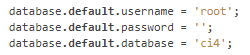 database.default.username = 'root';
database.default.password = '';
database.default.database = 'ci4';